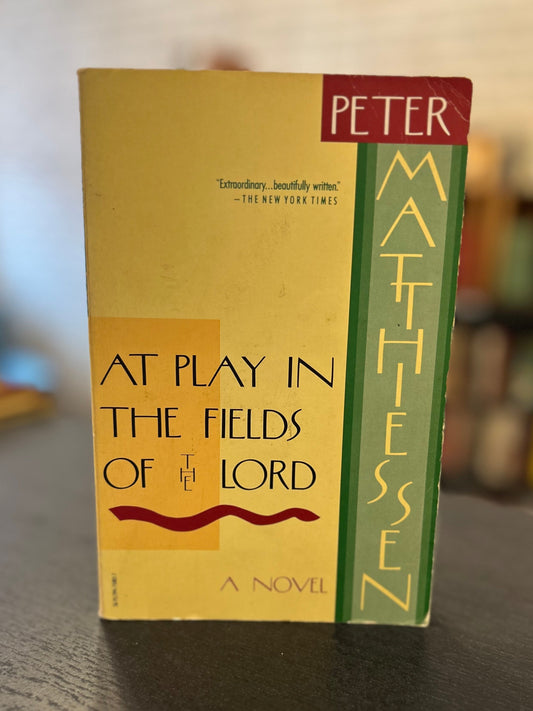 PETER
MATTHIESSEN
"Extraordinary...beautifully written."
—THE NEW YORK TIMES
AT PLAY IN
THE FIELDS
OF THE LORD
A NOVEL